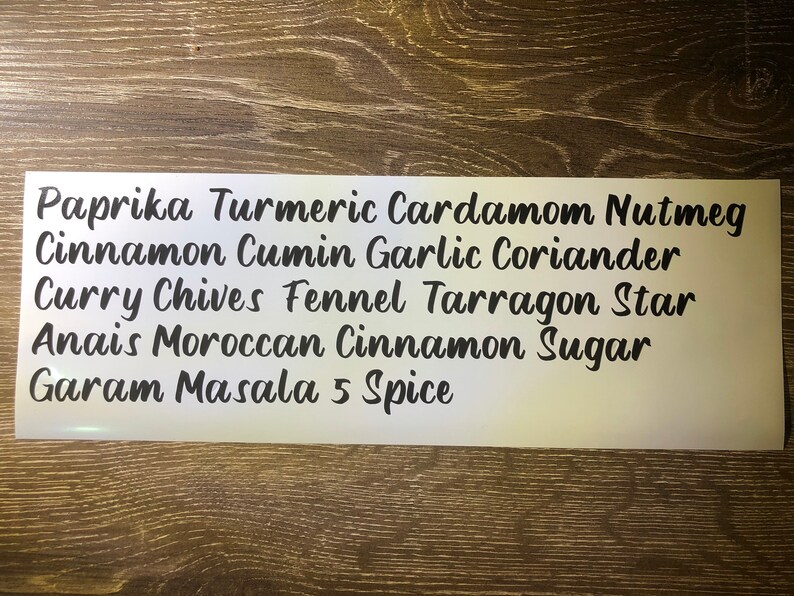 Paprika Turmeric Cardamom Nutmeg
Cinnamon Cumin Garlic Coriander
Curry Chives Fennel Tarragon Star
Anais Moroccan Cinnamon Sugar
Garam Masala 5 Spice